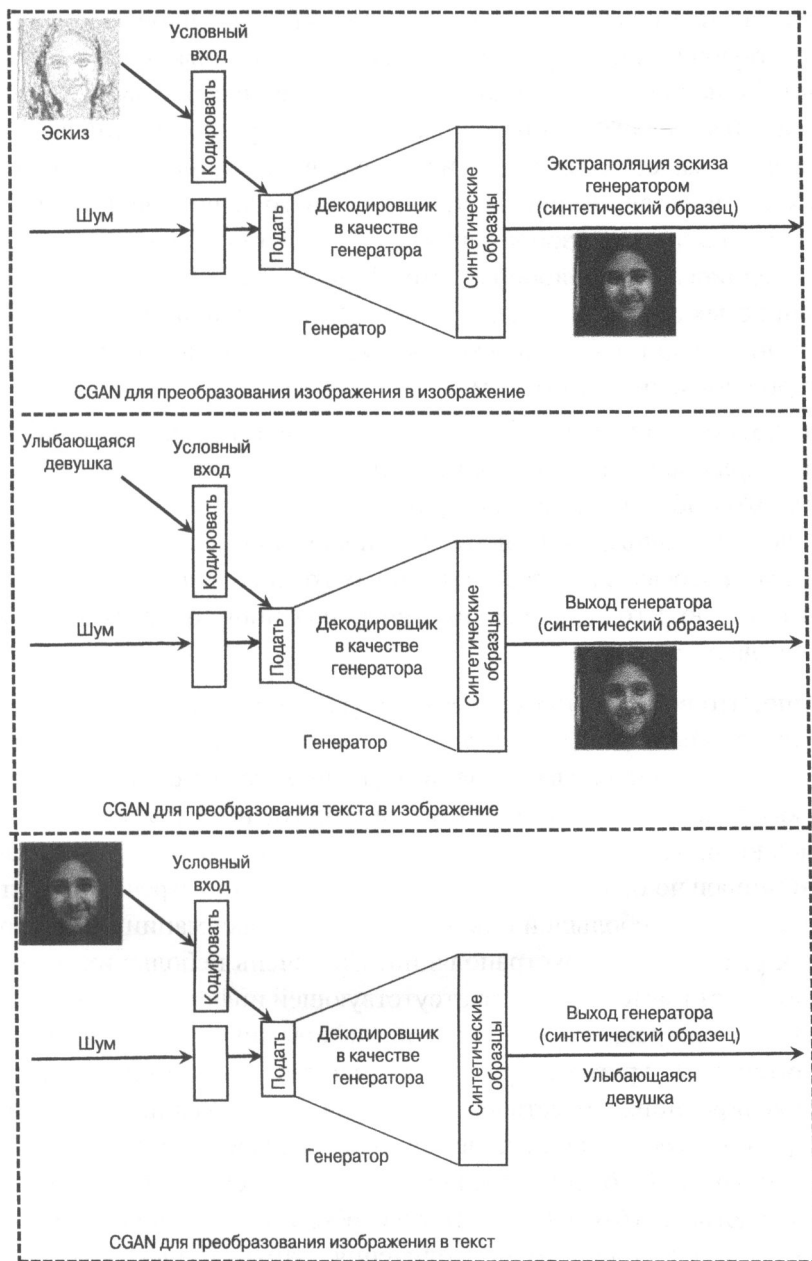 Условный
вход
Эскиз
Кодировать
Шум
Подать
Декодировщик
в качестве
генератора
Генератор
Синтетические
образцы
Экстраполяция эскиза
генератором
(синтетический образец)
CGAN для преобразования изображения в изображение
Улыбающаяся
девушка
Условный
вход
Кодировать
Шум
Подать
Декодировщик
в качестве
генератора
Генератор
Синтетические
образцы
Выход генератора
(синтетический образец)
CGAN для преобразования текста в изображение
Условный
вход
Кодировать
Шум
Подать
Декодировщик
в качестве
генератора
Генератор
Синтетические
образцы
Выход генератора
(синтетический образец)
Улыбающаяся
девушка
CGAN для преобразования изображения в текст